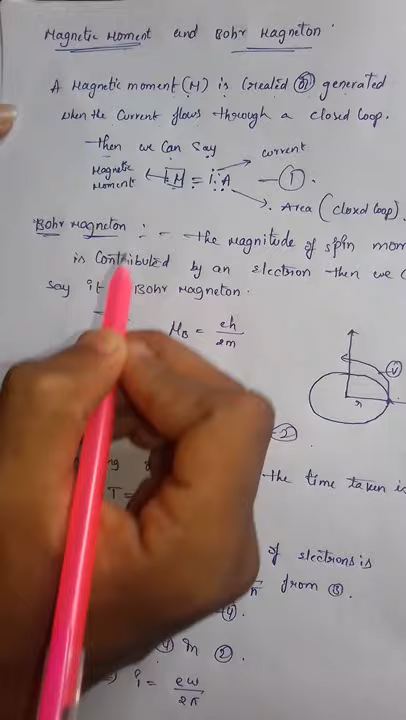 Magnetic Moment and Bohr Magneton
A Magnetic moment (M) is Created (or) generated
when the current flows through a closed loop.
then we can say
current
Magnetic moment ← M = i.A —①.
Area (closed loop).
Bohr Magneton :- the Magnitude of spin mom
is Contributed by an electron then we c
say it Bohr Magneton.
μB = eh/2m
v
r
②
the time taken is
T =
of electrons is
from ③.
④.
④ in ②.
i = ew/2π